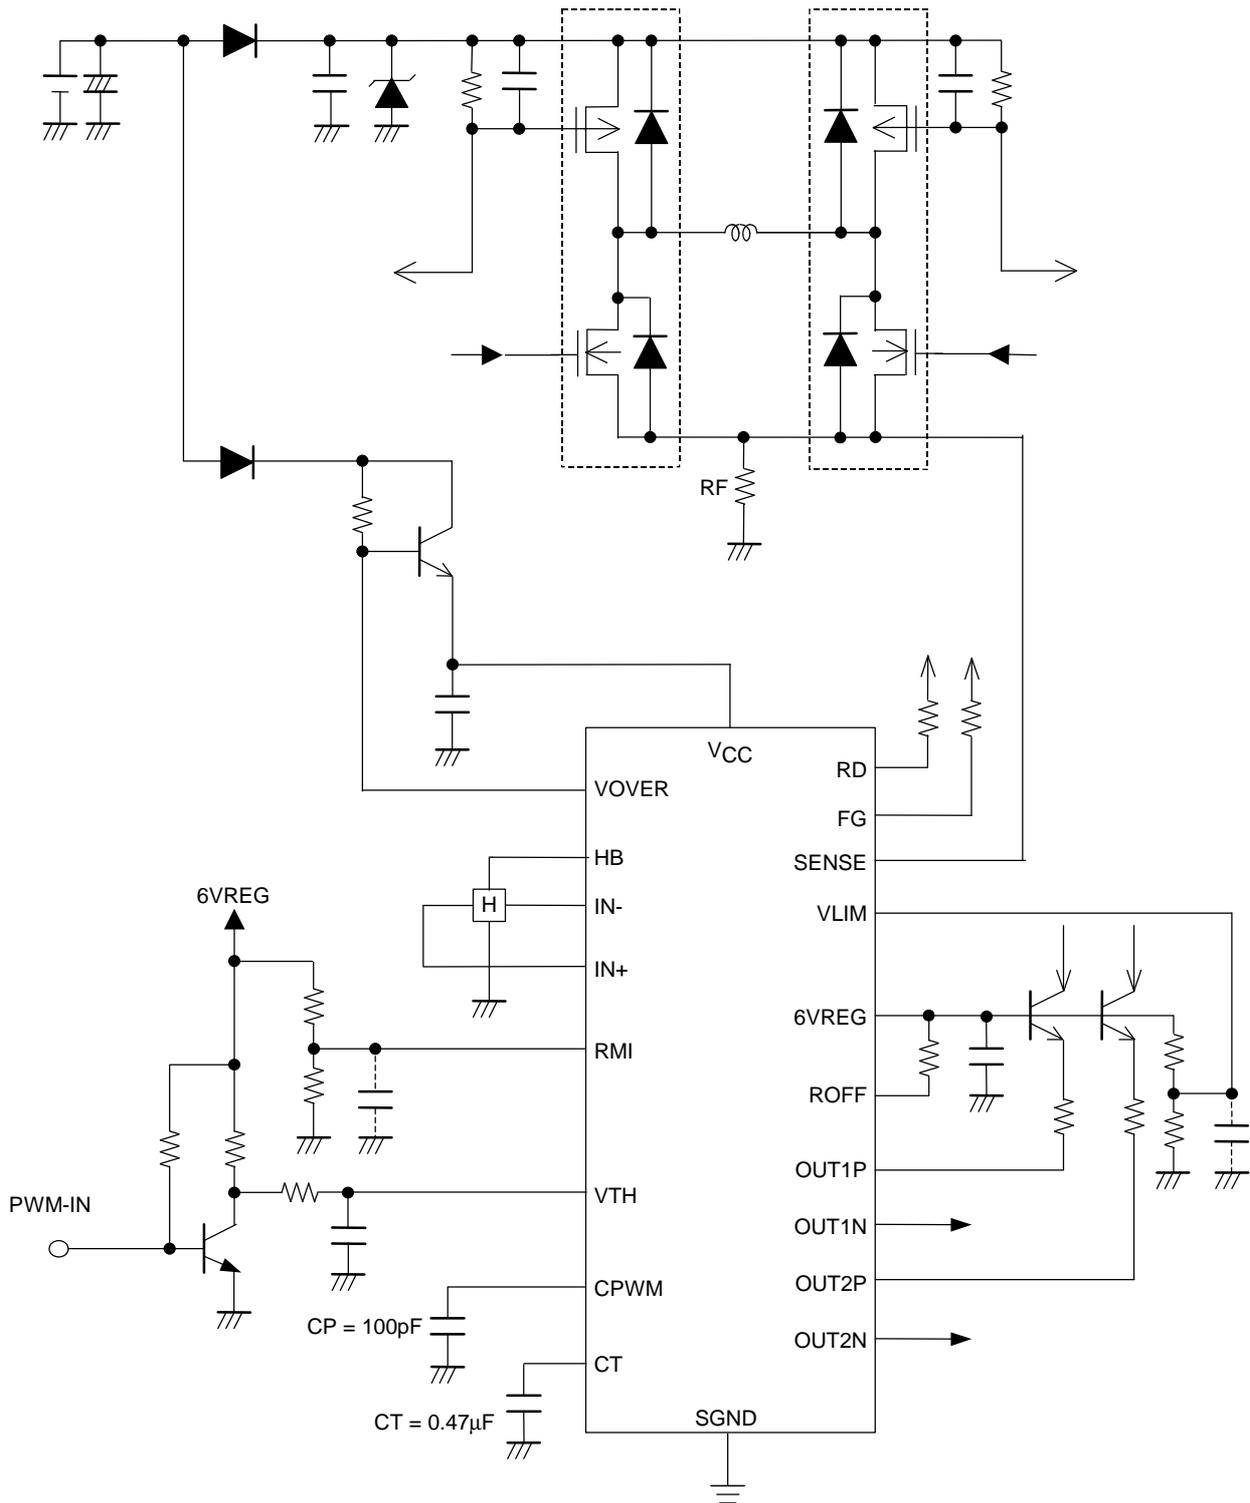 RF
VCC
RD
VOVER
FG
HB
SENSE
6VREG
H
IN-
VLIM
IN+
6VREG
RMI
ROFF
OUT1P
PWM-IN
VTH
OUT1N
CPWM
OUT2P
CP = 100pF
OUT2N
CT
CT = 0.47μF
SGND